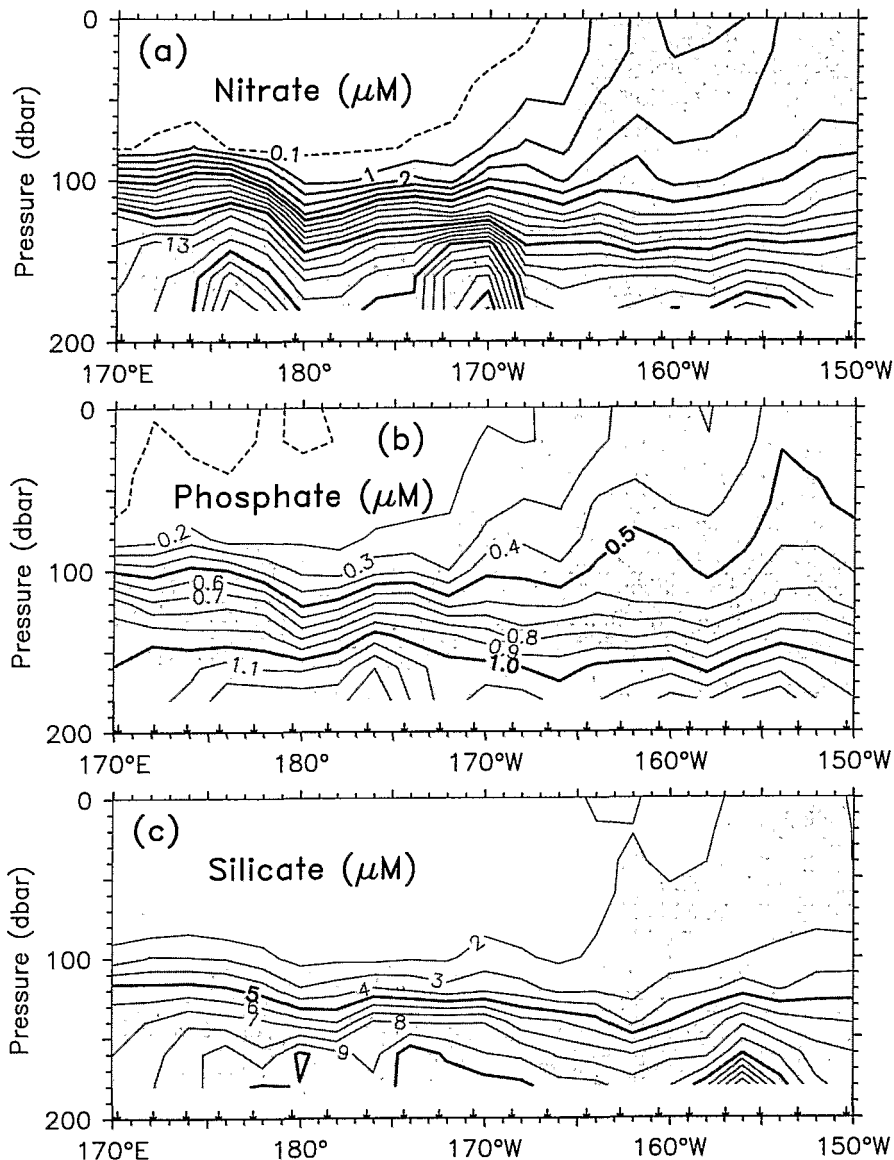 0
(a)
Nitrate (μM)
0.1
1
2
100
13
Pressure (dbar)
200
170°E
180°
170°W
160°W
150°W
0
(b)
Phosphate (μM)
0.2
0.3
0.4
0.5
100
0.6
0.7
0.8
0.9
1.0
1.1
Pressure (dbar)
200
170°E
180°
170°W
160°W
150°W
0
(c)
Silicate (μM)
2
100
3
4
5
6
7
8
9
Pressure (dbar)
200
170°E
180°
170°W
160°W
150°W